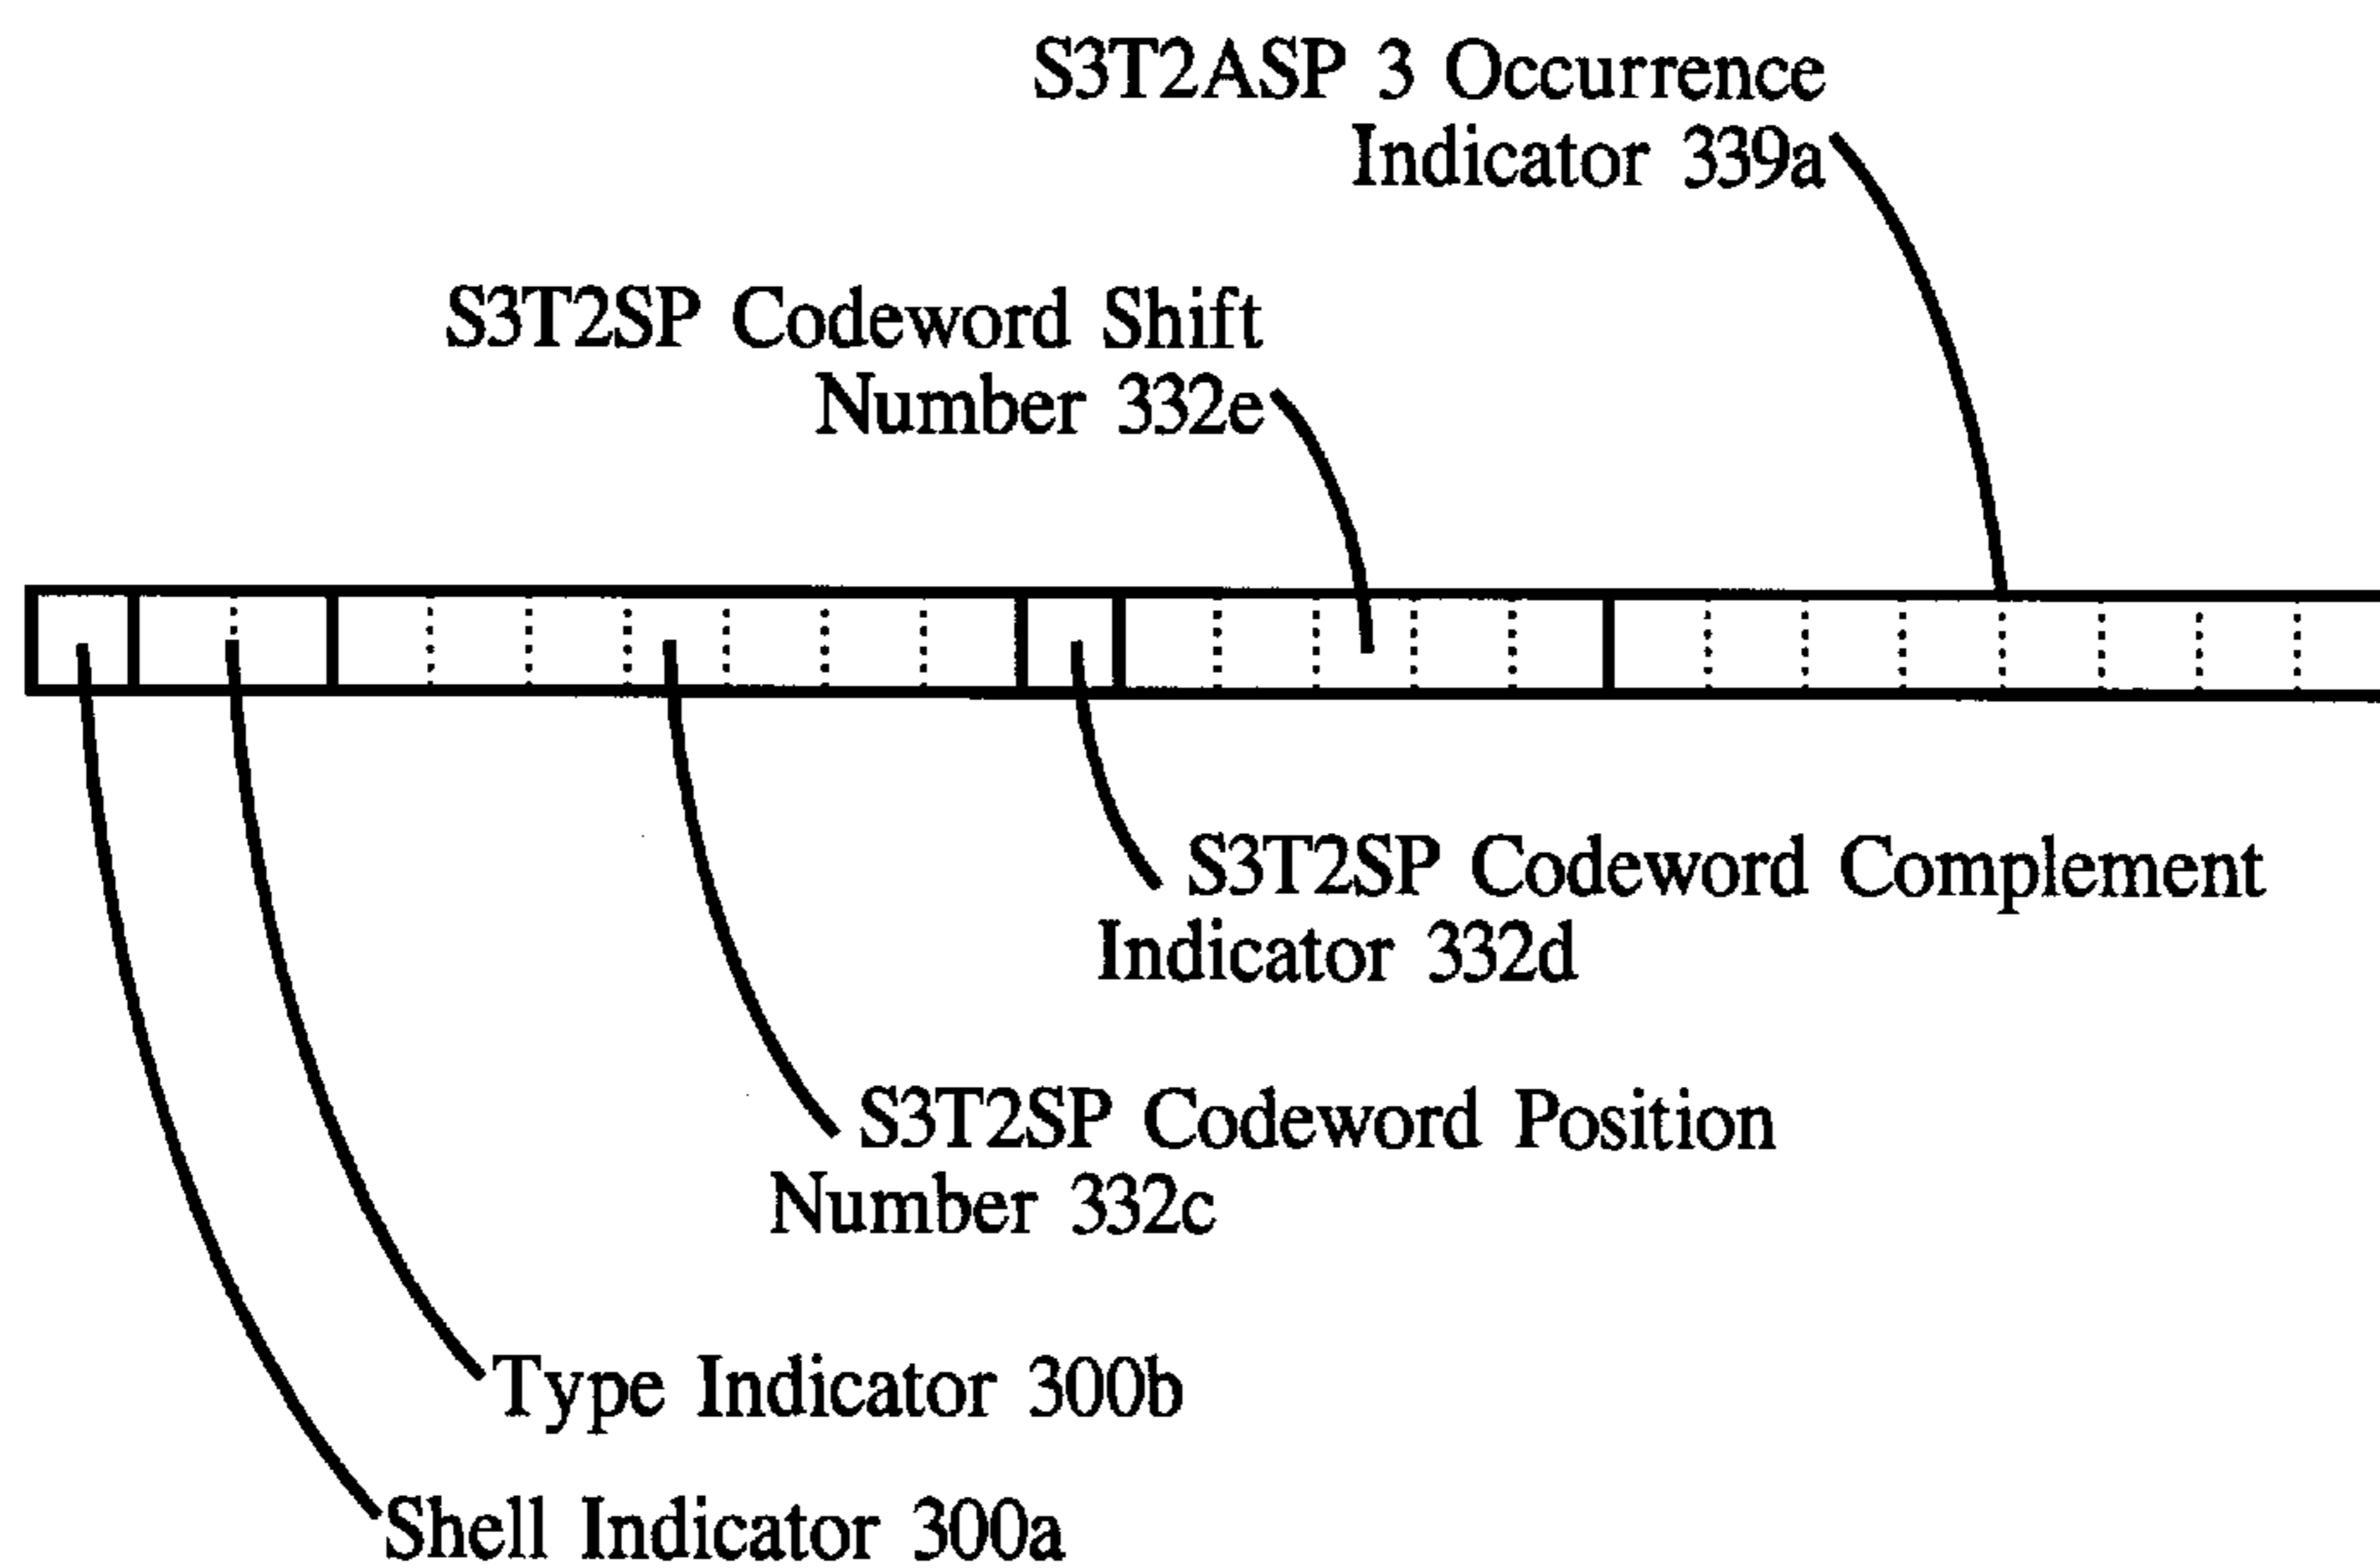 S3T2ASP 3 Occurrence
Indicator 339a
S3T2SP Codeword Shift
Number 332e
S3T2SP Codeword Complement
Indicator 332d
S3T2SP Codeword Position
Number 332c
Type Indicator 300b
Shell Indicator 300a